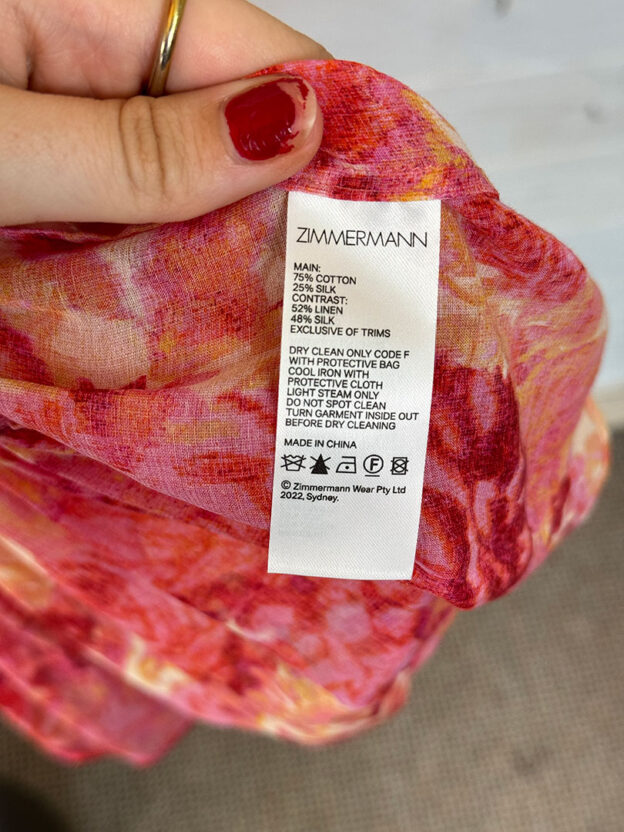 ZIMMERMANN
MAIN:
75% COTTON
25% SILK
CONTRAST:
52% LINEN
48% SILK
EXCLUSIVE OF TRIMS
DRY CLEAN ONLY CODE F
WITH PROTECTIVE BAG
COOL IRON WITH
PROTECTIVE CLOTH
LIGHT STEAM ONLY
DO NOT SPOT CLEAN
TURN GARMENT INSIDE OUT
BEFORE DRY CLEANING
MADE IN CHINA
F
© Zimmermann Wear Pty Ltd
2022, Sydney.